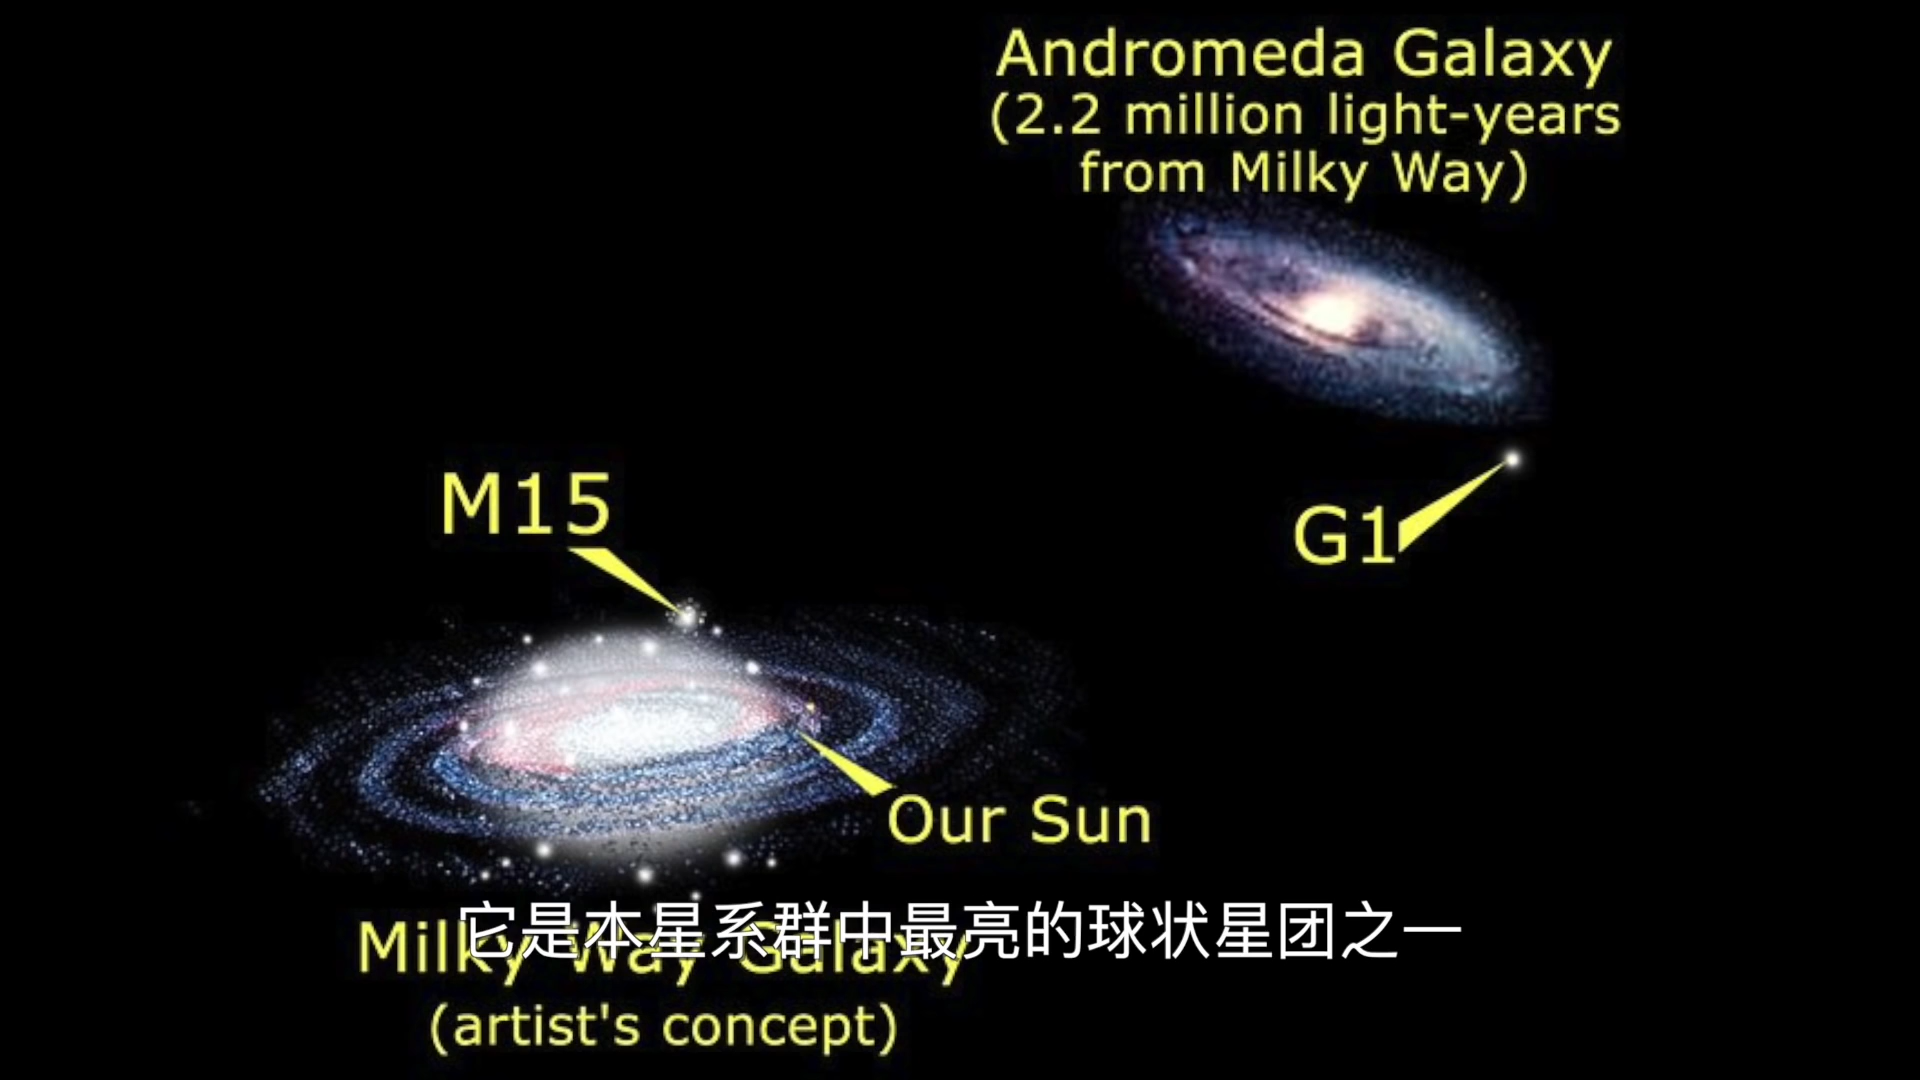 Andromeda Galaxy
(2.2 million light-years
from Milky Way)
M15
G1
Our Sun
它是本星系群中最亮的球状星团之一
Milky Way Galaxy
(artist's concept)